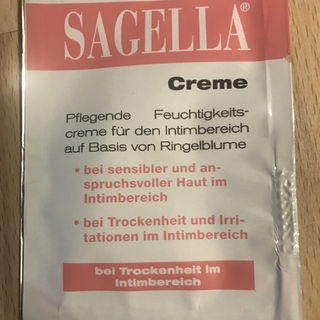 SAGELLA®
Creme
Pflegende Feuchtigkeits-
creme für den Intimbereich
auf Basis von Ringelblume
• bei sensibler und an-
spruchsvoller Haut im
Intimbereich
• bei Trockenheit und Irri-
tationen im Intimbereich
bei Trockenheit im
Intimbereich